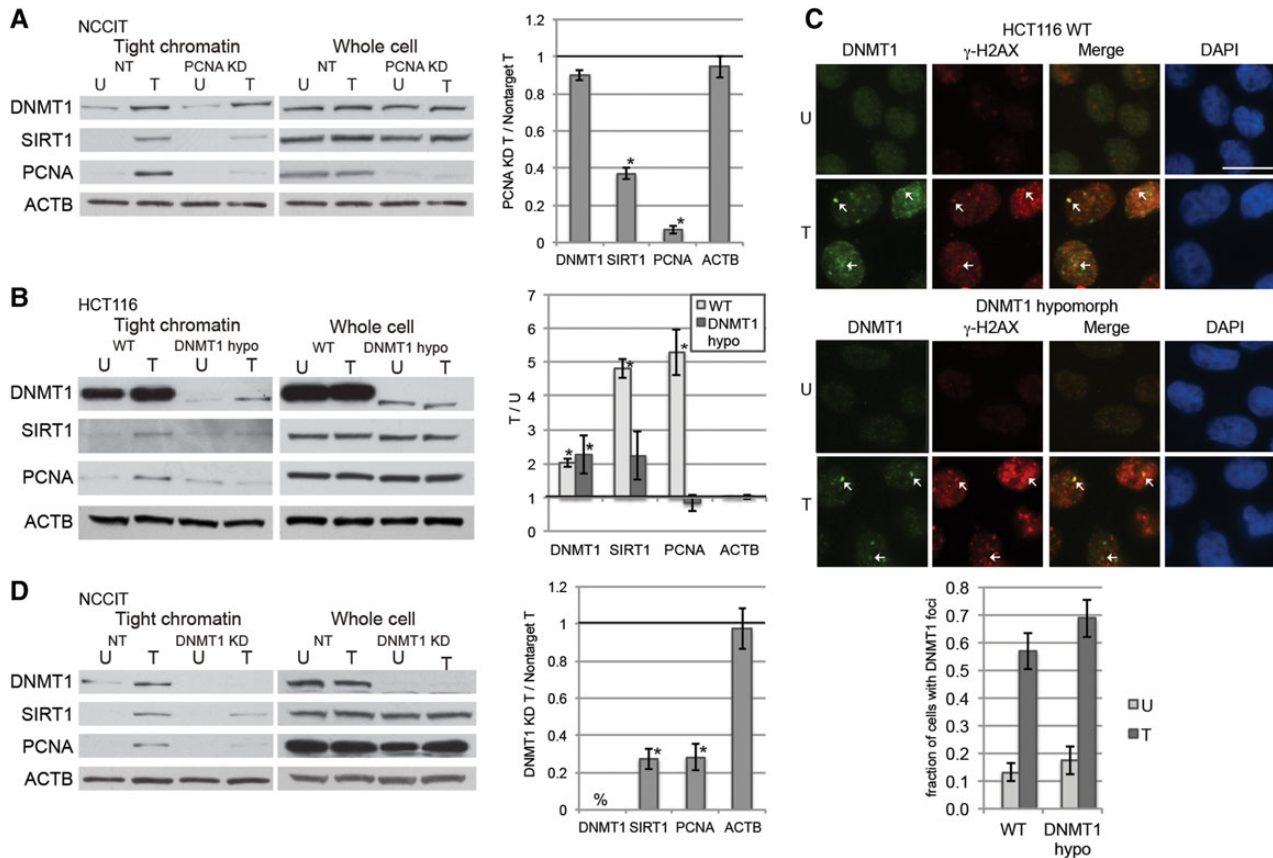 A
NCCIT
Tight chromatin Whole cell
NT PCNA KD NT PCNA KD
U T U T U T U T
DNMT1
SIRT1
PCNA
ACTB
PCNA KD T / Nontarget T
1.2
1
0.8
0.6
0.4
0.2
0
* *
DNMT1 SIRT1 PCNA ACTB
B
HCT116
Tight chromatin Whole cell
WT DNMT1 hypo WT DNMT1 hypo
U T U T U T U T
DNMT1
SIRT1
PCNA
ACTB
T / U
7
6
5
4
3
2
1
0
WT
DNMT1
hypo
* * * *
DNMT1 SIRT1 PCNA ACTB
C
HCT116 WT
DNMT1 γ-H2AX Merge DAPI
U
T
DNMT1 hypomorph
DNMT1 γ-H2AX Merge DAPI
U
T
fraction of cells with DNMT1 foci
0.8
0.7
0.6
0.5
0.4
0.3
0.2
0.1
0.0
WT DNMT1
hypo
U
T
D
NCCIT
Tight chromatin Whole cell
NT DNMT1 KD NT DNMT1 KD
U T U T U T U T
DNMT1
SIRT1
PCNA
ACTB
DNMT1 KD T / Nontarget T
1.2
1
0.8
0.6
0.4
0.2
0
% * *
DNMT1 SIRT1 PCNA ACTB